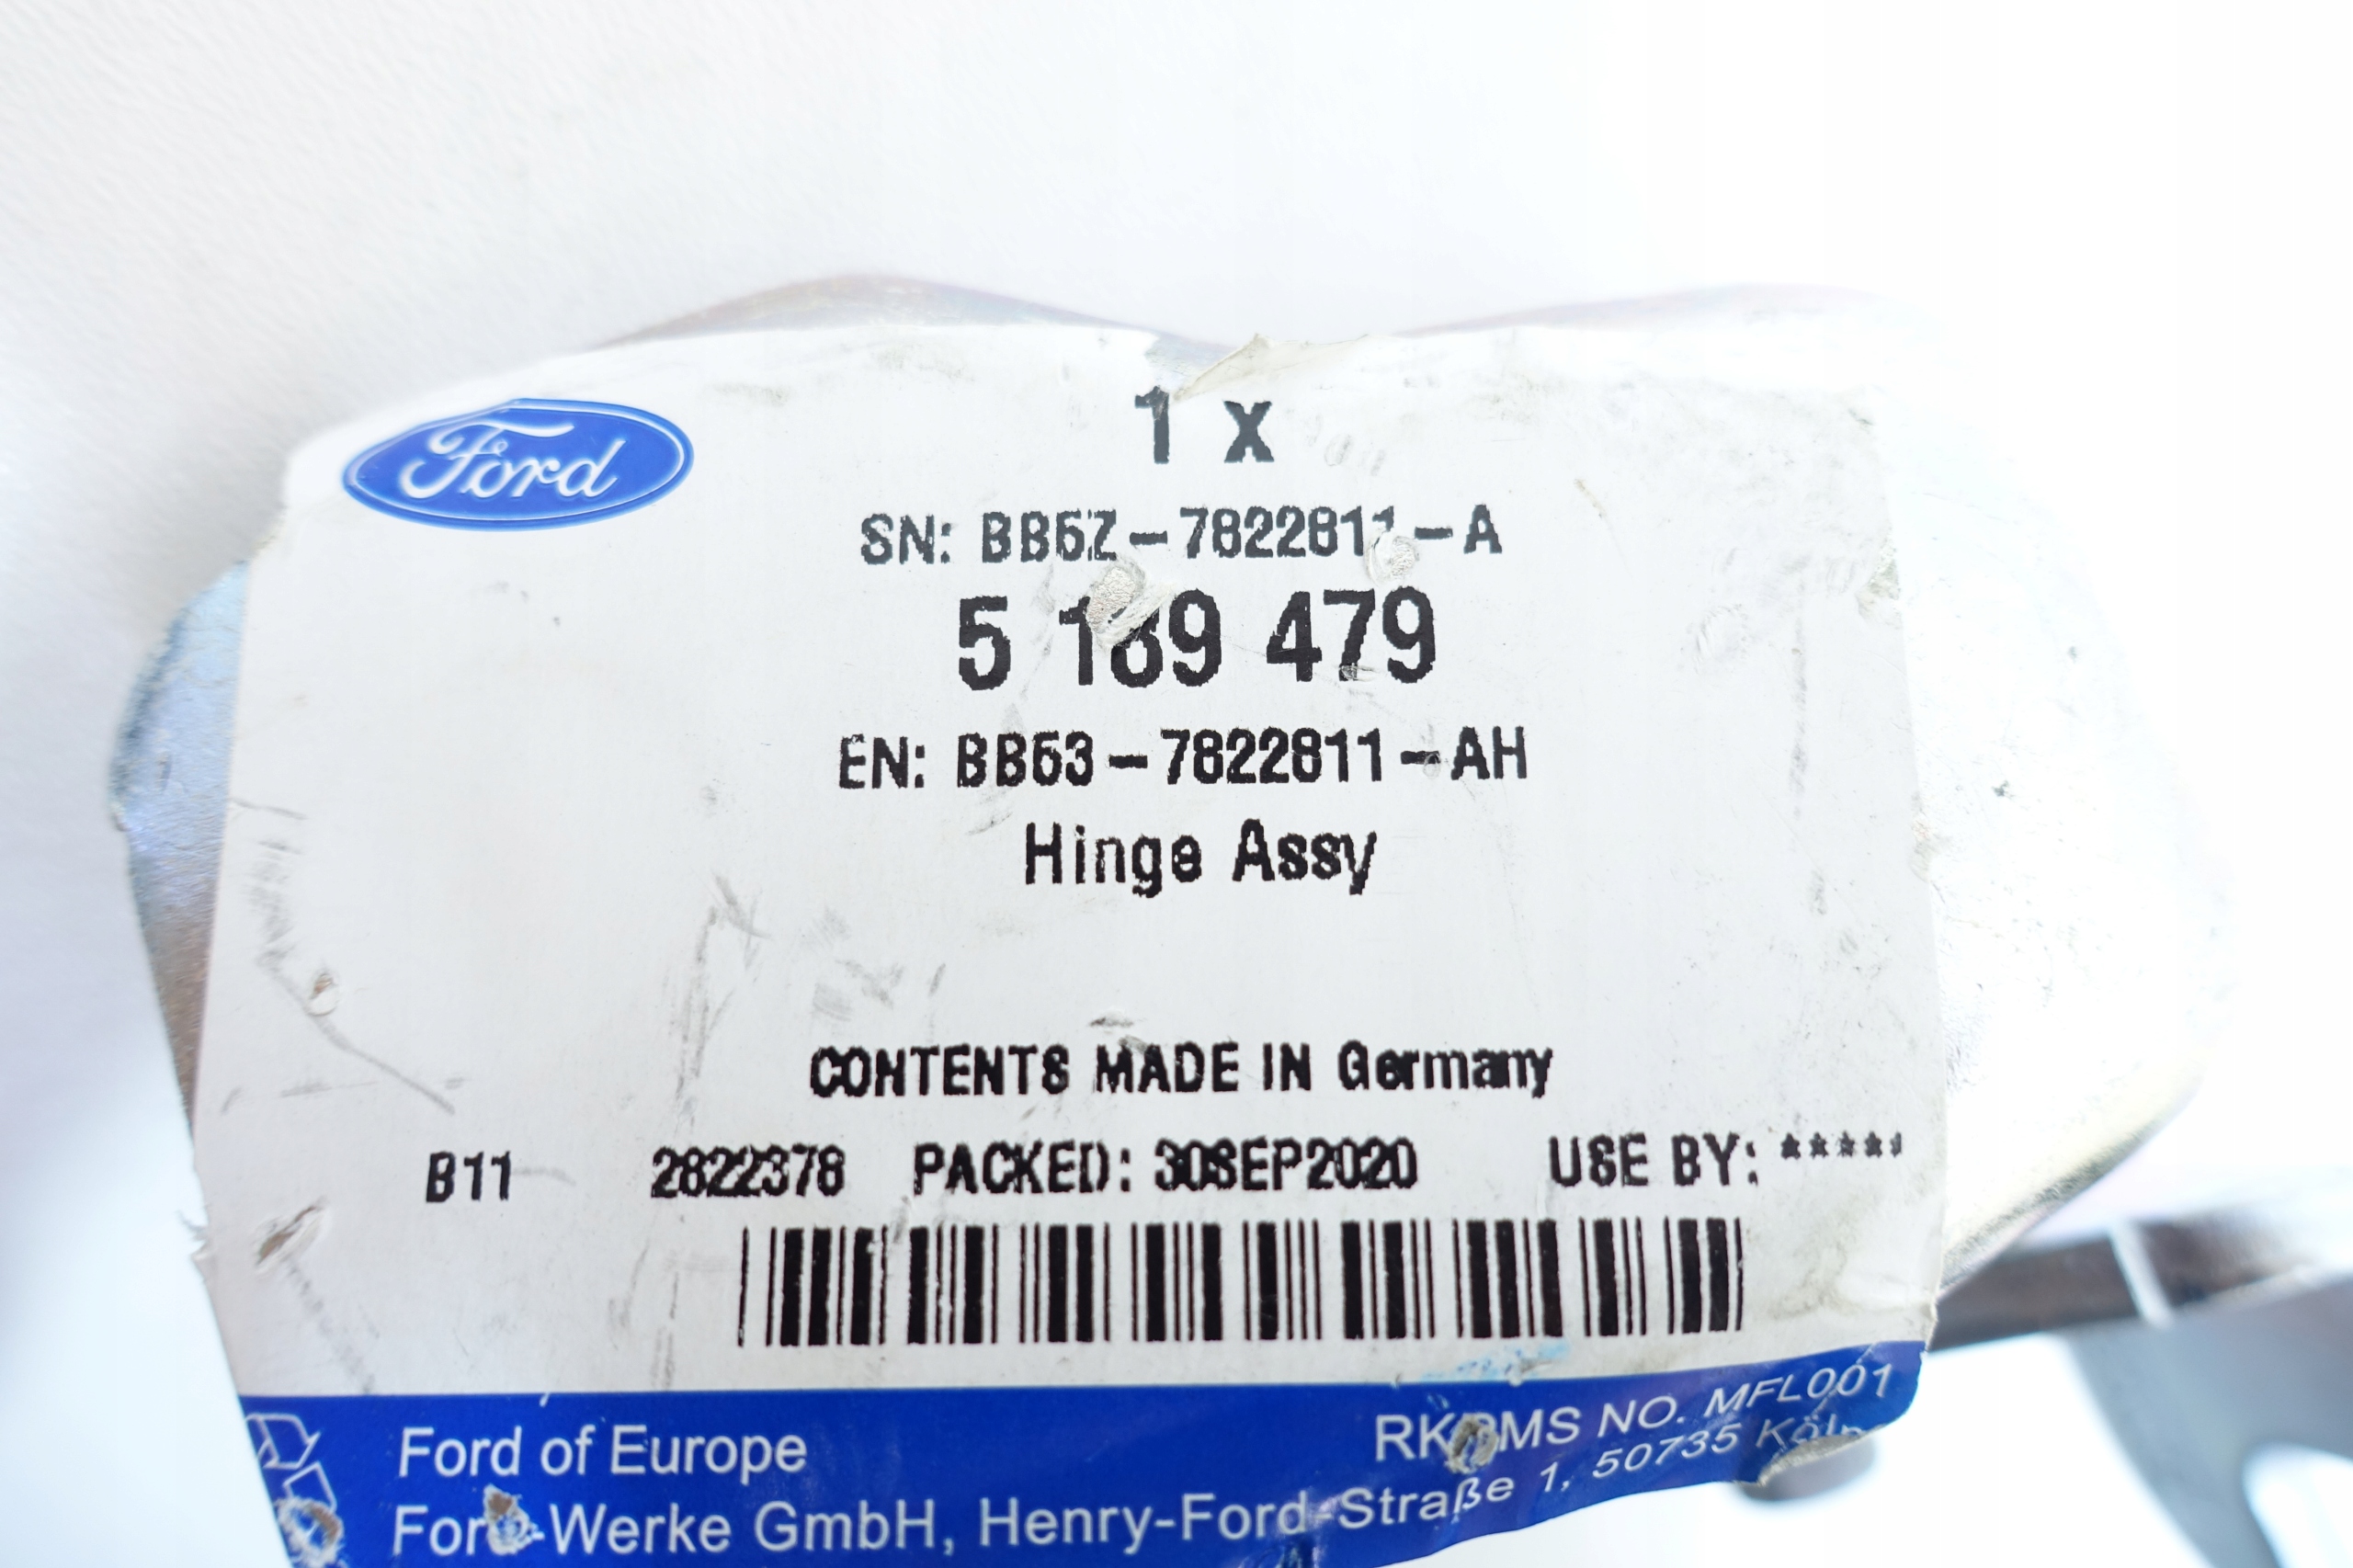 Ford
1 x
SN: BB5Z-7822811-A
5 189 479
EN: BB53-7822811-AH
Hinge Assy
CONTENTS MADE IN Germany
B11 2822378 PACKED: 30SEP2020 USE BY: *****
Ford of Europe NO. MFL001
Ford-Werke GmbH, Henry-Ford-Straße 1, 50735 Köln